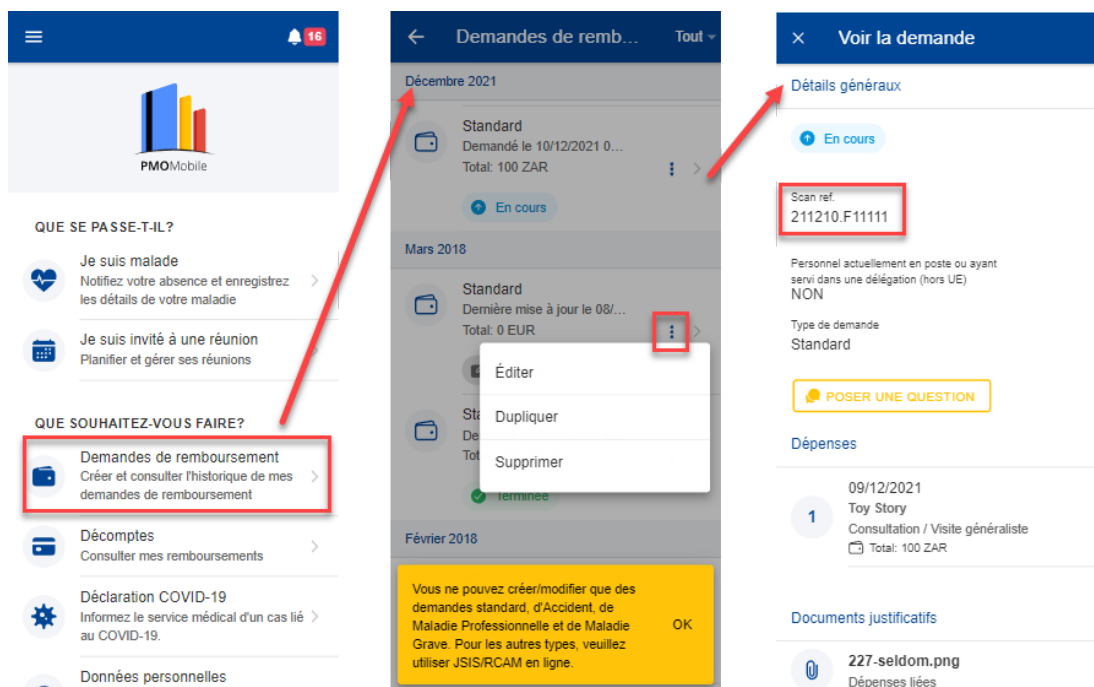 16
PMOMobile
QUE SE PASSE-T-IL?
Je suis malade
Notifiez votre absence et enregistrez
les détails de votre maladie
Je suis invité à une réunion
Planifier et gérer ses réunions
QUE SOUHAITEZ-VOUS FAIRE?
Demandes de remboursement
Créer et consulter l'historique de mes
demandes de remboursement
Décomptes
Consulter mes remboursements
Déclaration COVID-19
Informez le service médical d'un cas lié
au COVID-19.
Données personnelles
Demandes de remb... Tout
Décembre 2021
Standard
Demandé le 10/12/2021 0...
Total: 100 ZAR
En cours
Mars 2018
Standard
Dernière mise à jour le 08/...
Total: 0 EUR
Éditer
Dupliquer
Supprimer
Sta
De
Tot
Terminée
Février 2018
Vous ne pouvez créer/modifier que des
demandes standard, d'Accident, de
Maladie Professionnelle et de Maladie
Grave. Pour les autres types, veuillez
utiliser JSIS/RCAM en ligne.
OK
Voir la demande
Détails généraux
En cours
Scan ref.
211210.F11111
Personnel actuellement en poste ou ayant
servi dans une délégation (hors UE)
NON
Type de demande
Standard
POSER UNE QUESTION
Dépenses
1
09/12/2021
Toy Story
Consultation / Visite généraliste
Total: 100 ZAR
Documents justificatifs
227-seldom.png
Dépenses liées